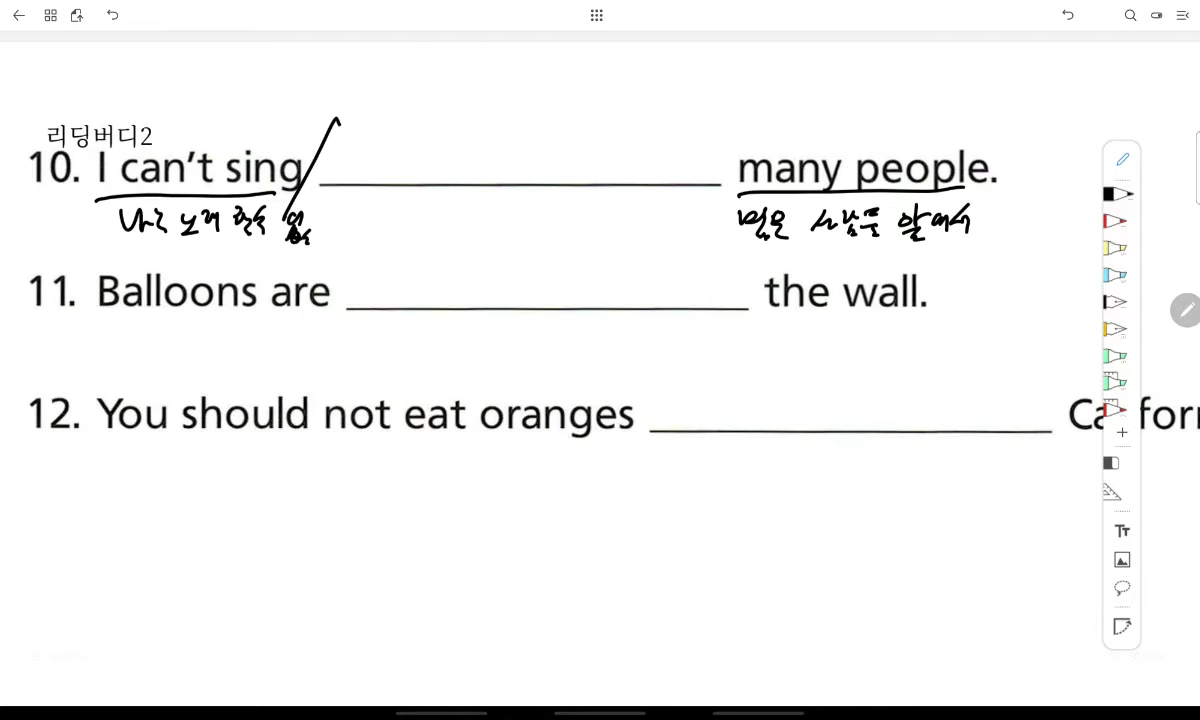 리딩버디2
10. I can't sing ____________ many people.
나는 노래 할수 없 많은 사람들 앞에서
11. Balloons are ____________ the wall.
12. You should not eat oranges ____________ Ca forr
Tт